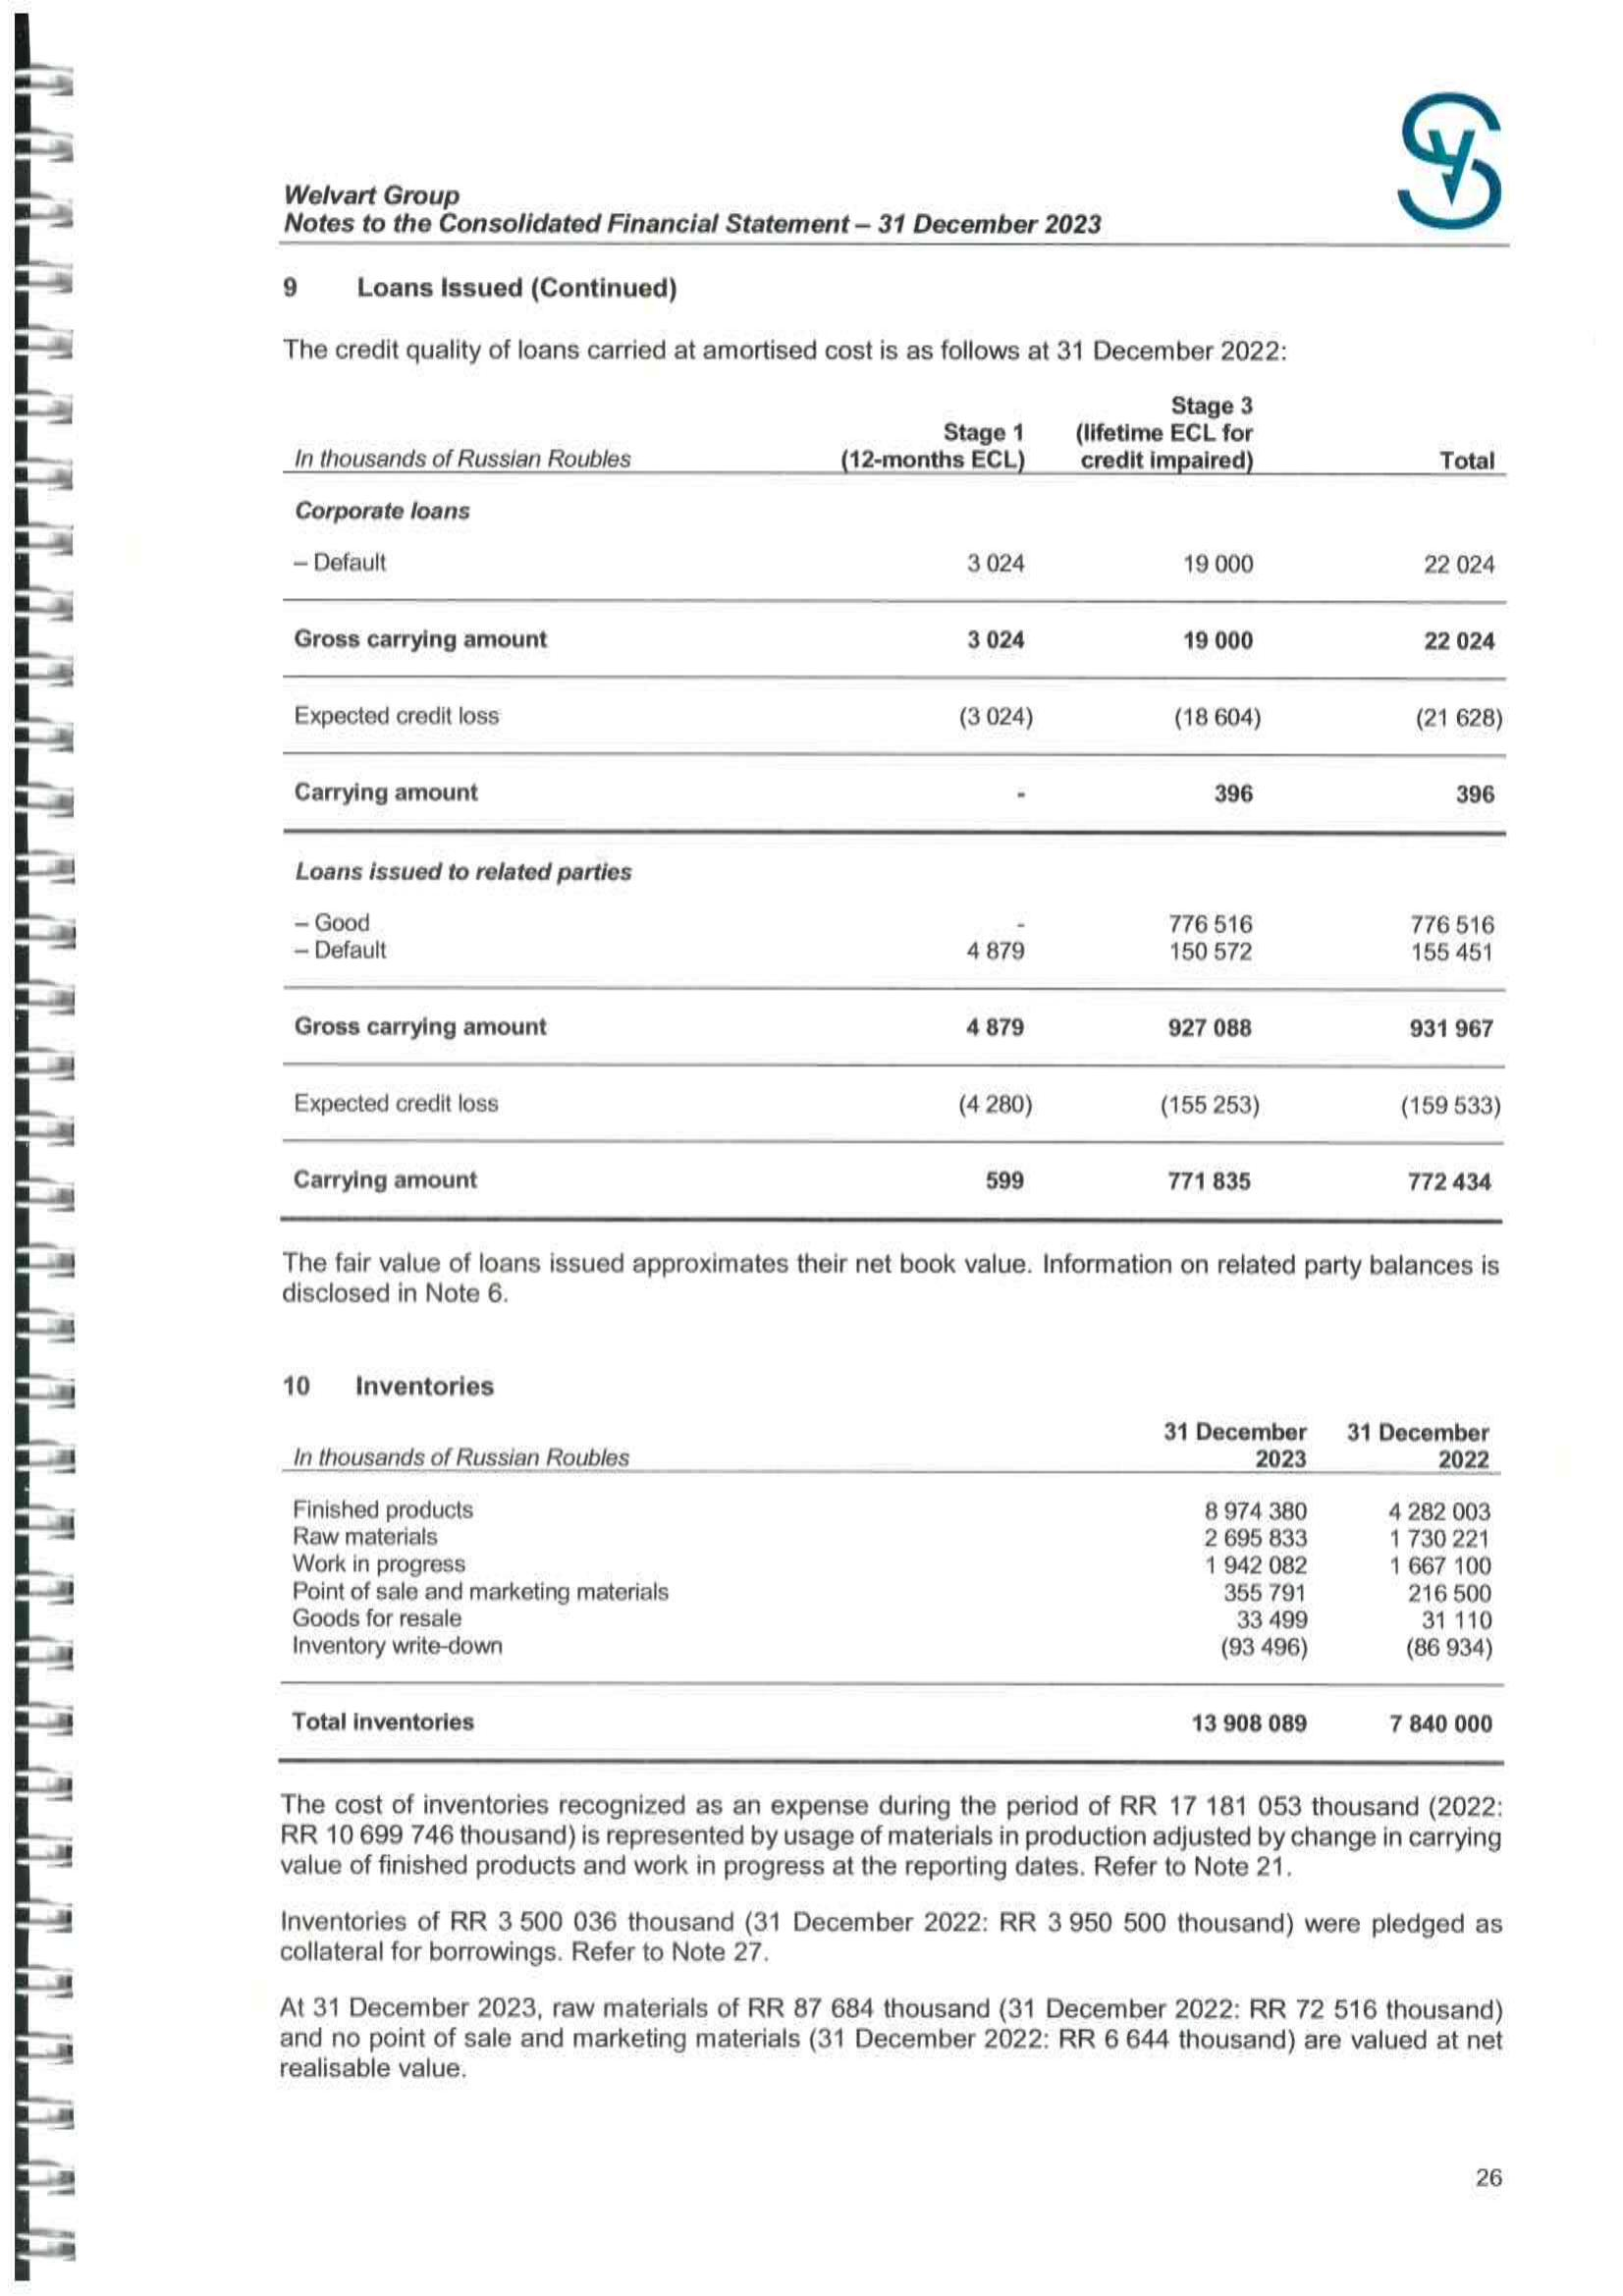 Welvart Group
Notes to the Consolidated Financial Statement – 31 December 2023
9 Loans Issued (Continued)
The credit quality of loans carried at amortised cost is as follows at 31 December 2022:
Stage 3
Stage 1 (lifetime ECL for
In thousands of Russian Roubles (12-months ECL) credit impaired) Total
Corporate loans
– Default 3 024 19 000 22 024
Gross carrying amount 3 024 19 000 22 024
Expected credit loss (3 024) (18 604) (21 628)
Carrying amount - 396 396
Loans issued to related parties
– Good - 776 516 776 516
– Default 4 879 150 572 155 451
Gross carrying amount 4 879 927 088 931 967
Expected credit loss (4 280) (155 253) (159 533)
Carrying amount 599 771 835 772 434
The fair value of loans issued approximates their net book value. Information on related party balances is
disclosed in Note 6.
10 Inventories
31 December 31 December
In thousands of Russian Roubles 2023 2022
Finished products 8 974 380 4 282 003
Raw materials 2 695 833 1 730 221
Work in progress 1 942 082 1 667 100
Point of sale and marketing materials 355 791 216 500
Goods for resale 33 499 31 110
Inventory write-down (93 496) (86 934)
Total inventories 13 908 089 7 840 000
The cost of inventories recognized as an expense during the period of RR 17 181 053 thousand (2022:
RR 10 699 746 thousand) is represented by usage of materials in production adjusted by change in carrying
value of finished products and work in progress at the reporting dates. Refer to Note 21.
Inventories of RR 3 500 036 thousand (31 December 2022: RR 3 950 500 thousand) were pledged as
collateral for borrowings. Refer to Note 27.
At 31 December 2023, raw materials of RR 87 684 thousand (31 December 2022: RR 72 516 thousand)
and no point of sale and marketing materials (31 December 2022: RR 6 644 thousand) are valued at net
realisable value.
26